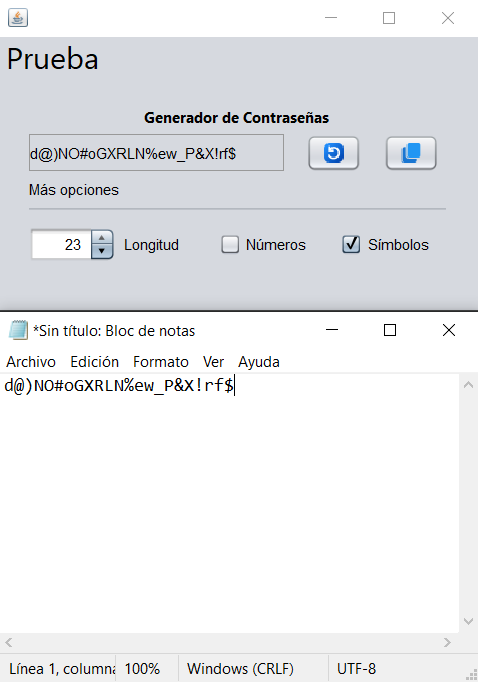 Prueba
Generador de Contraseñas
d@)NO#oGXRLN%ew_P&X!rf$
Más opciones
23 Longitud Números Símbolos
*Sin título: Bloc de notas
Archivo Edición Formato Ver Ayuda
d@)NO#oGXRLN%ew_P&X!rf$
Línea 1, column 100% Windows (CRLF) UTF-8